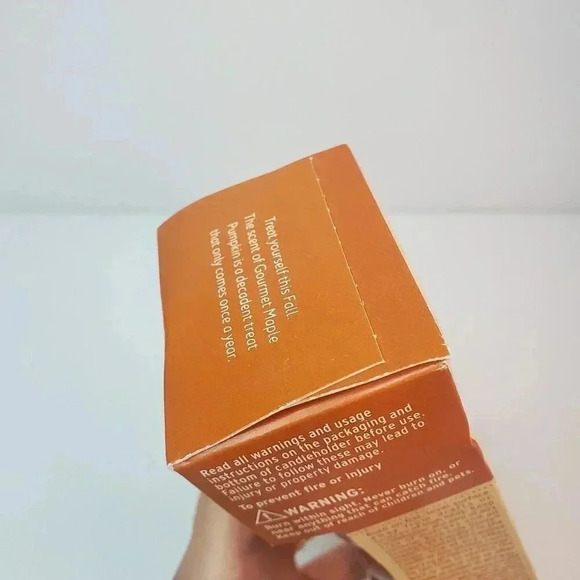 Treat yourself this Fall.
The scent of Gourmet Maple
Pumpkin is a decadent treat
that only comes once a year.
Read all warnings and usage
instructions on the packaging and
bottom of candleholder before use.
Failure to follow these may lead to
injury or property damage.
To prevent fire or injury
WARNING:
Burn within sight. Never burn on, or
near anything that can catch fire.
Keep out of reach of children and pets.